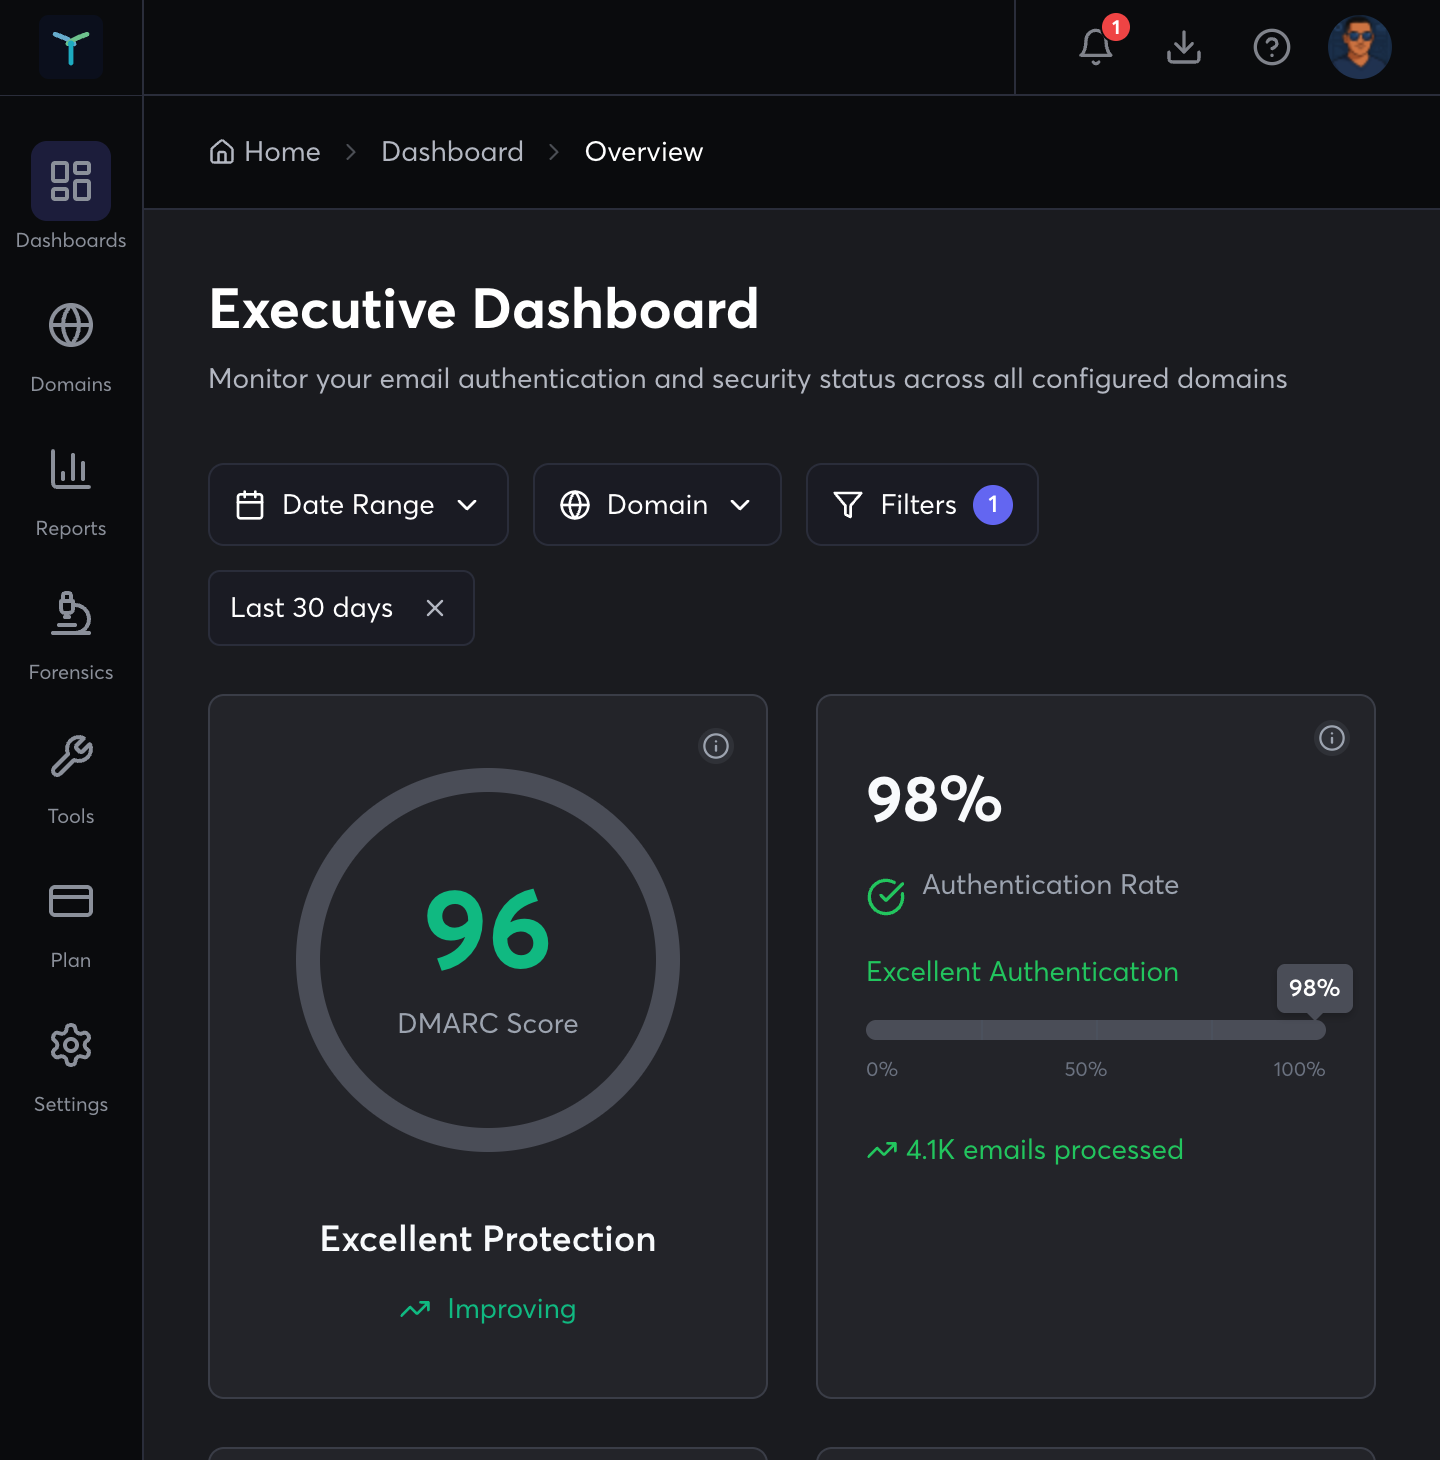 1
Home
Dashboard
Overview
Dashboards
Domains
Reports
Forensics
Tools
Plan
Settings
Executive Dashboard
Monitor your email authentication and security status across all configured domains
Date Range
Domain
Filters 1
Last 30 days
96
DMARC Score
Excellent Protection
Improving
98%
Authentication Rate
Excellent Authentication
98%
0% 50% 100%
4.1K emails processed